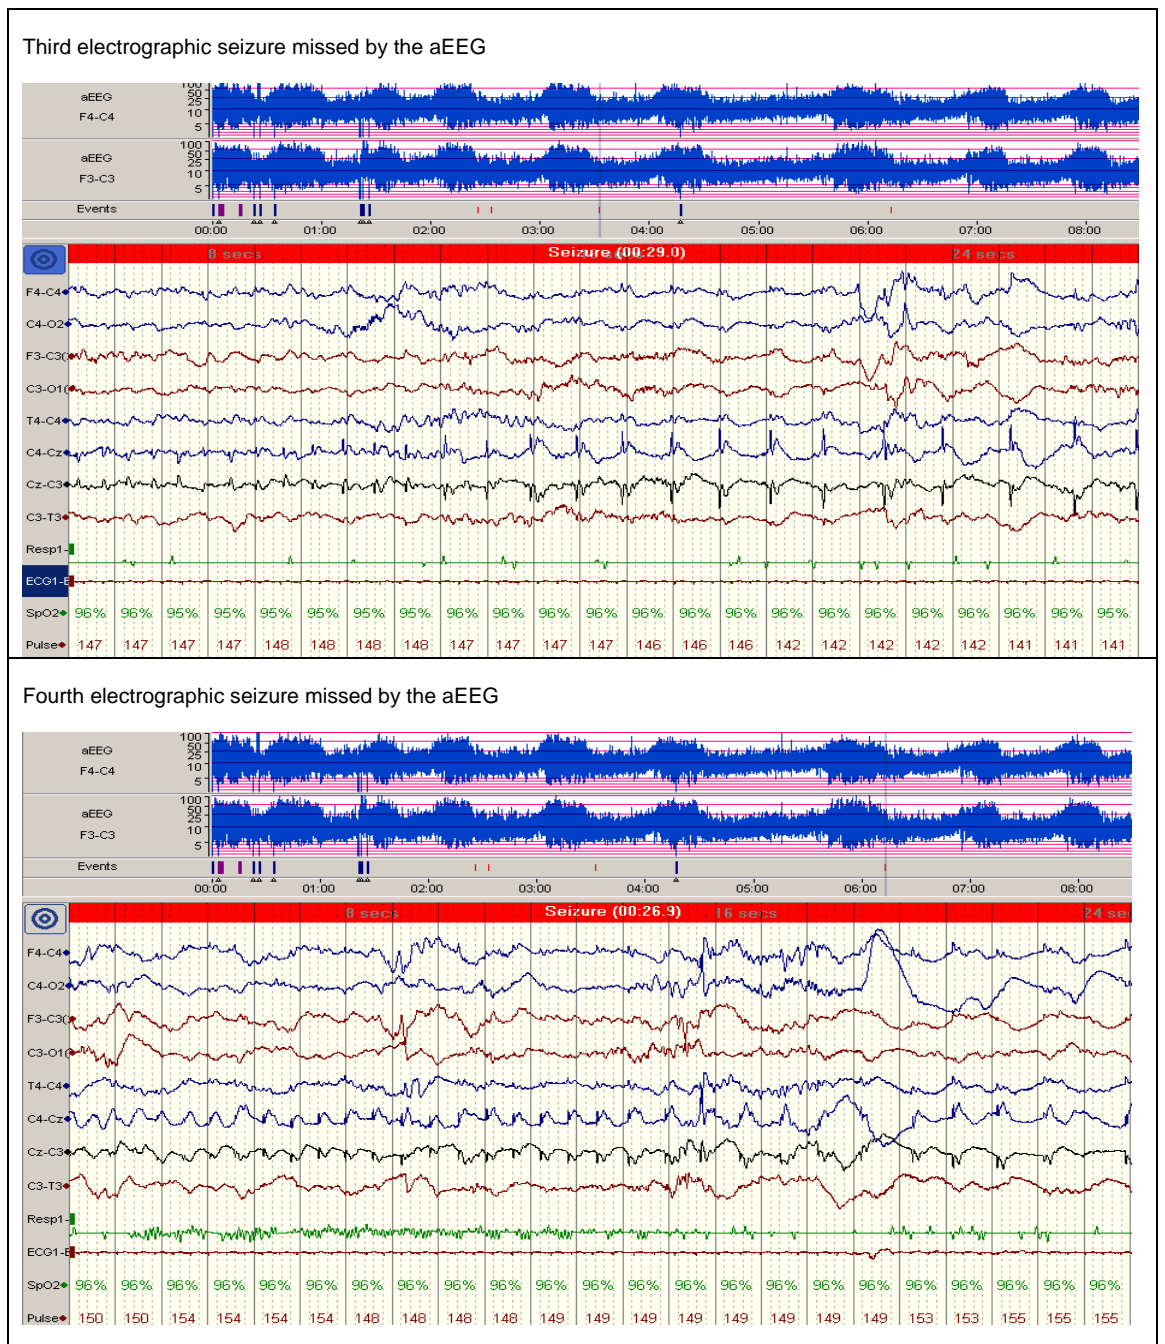 Third electrographic seizure missed by the aEEG
aEEG
F4-C4
100
50
25
10
5
aEEG
F3-C3
100
50
25
10
5
Events
00:00 01:00 02:00 03:00 04:00 05:00 06:00 07:00 08:00
8 secs Seizure (00:29.0) 24 secs
F4-C4
C4-O2
F3-C3(
C3-O1(
T4-C4
C4-Cz
Cz-C3
C3-T3
Resp1-
ECG1-E
SpO2 96% 96% 95% 95% 95% 95% 95% 96% 96% 96% 96% 96% 96% 96% 96% 96% 96% 96% 96% 95%
Pulse 147 147 147 147 148 148 148 148 147 147 147 146 146 146 142 142 142 142 141 141 141
Fourth electrographic seizure missed by the aEEG
aEEG
F4-C4
100
50
25
10
5
aEEG
F3-C3
100
50
25
10
5
Events
00:00 01:00 02:00 03:00 04:00 05:00 06:00 07:00 08:00
8 secs Seizure (00:26.9) 16 secs 24 sec
F4-C4
C4-O2
F3-C3(
C3-O1(
T4-C4
C4-Cz
Cz-C3
C3-T3
Resp1-
ECG1-E
SpO2 96% 96% 96% 96% 96% 96% 96% 96% 96% 96% 96% 96% 96% 96% 96% 96% 96% 96% 96% 96% 96% 96% 96%
Pulse 150 150 154 154 154 154 148 148 148 148 149 149 149 149 149 149 149 149 153 153 155 155 155